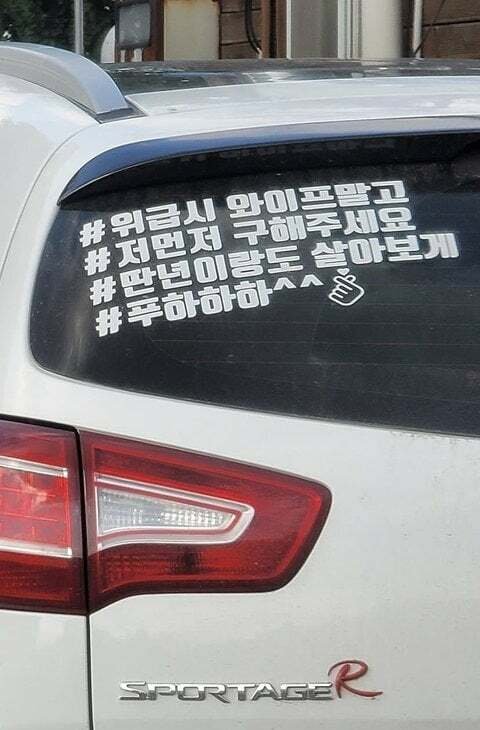 #위급시 와이프말고
#저먼저 구해주세요
#딴년이랑도 살아보게
#푸하하하^^
SPORTAGE R